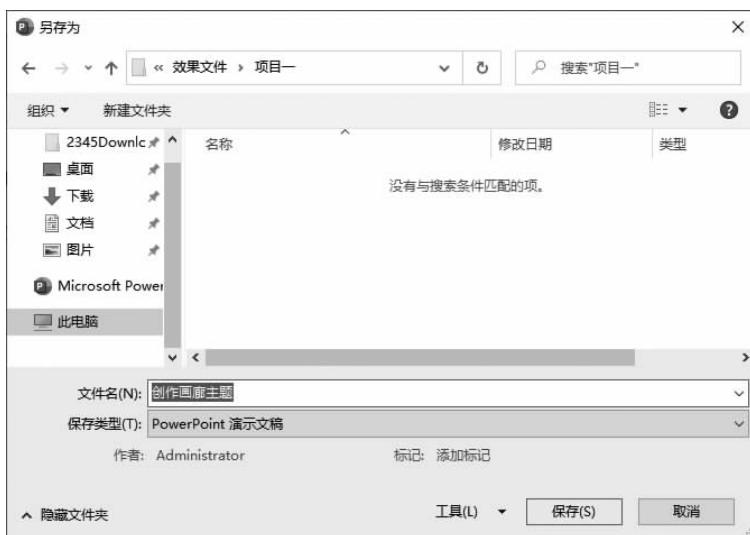 另存为
« 效果文件 › 项目一
搜索"项目一"
组织
新建文件夹
2345Downlc
桌面
下载
文档
图片
Microsoft Power
此电脑
名称
修改日期
类型
没有与搜索条件匹配的项。
文件名(N): 创作画廊主题
保存类型(T): PowerPoint 演示文稿
作者: Administrator
标记: 添加标记
隐藏文件夹
工具(L)
保存(S)
取消